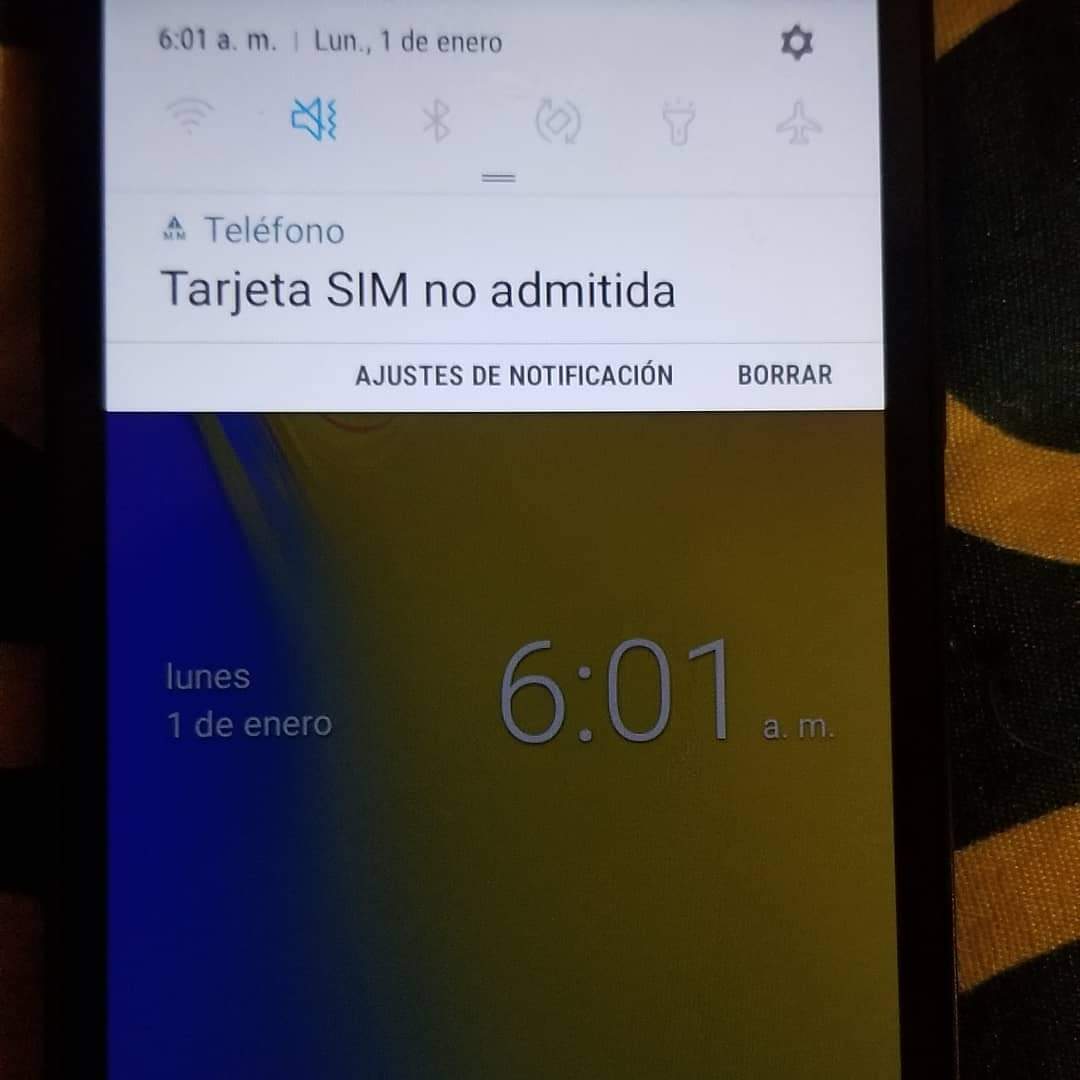 6:01 a. m. | Lun., 1 de enero
Teléfono
Tarjeta SIM no admitida
AJUSTES DE NOTIFICACIÓN BORRAR
lunes
1 de enero
6:01 a. m.